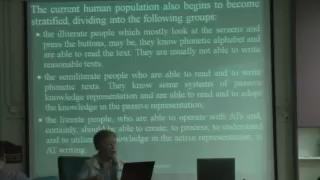 The current human population also begins to become
stratified, dividing into the following groups:
• the illiterate people which mostly look at the screens and
press the buttons, may be, they know phonetic alphabet and
are able to read the text. They are usually not able to write
reasonable texts.
• the semiliterate people who are able to read and to write
phonetic texts. They know some systems of passive
knowledge representation and are able to read and to adopt
the knowledge in the passive representation,
• the literate people, who are able to operate with AI's and,
certainly, should be able to create, to process, to understand
and to utilize knowledge in the active representation, in
AI writing.